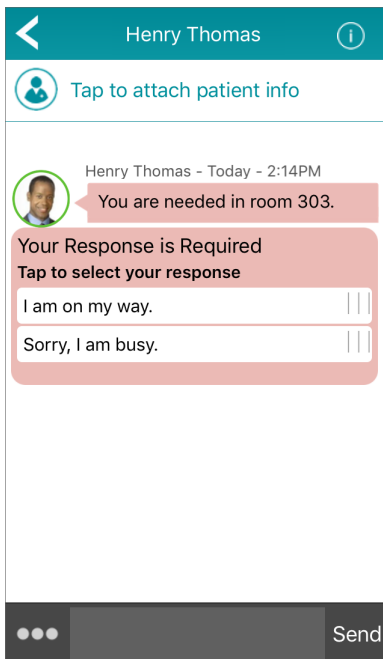 Henry Thomas
Tap to attach patient info
Henry Thomas - Today - 2:14PM
You are needed in room 303.
Your Response is Required
Tap to select your response
I am on my way.
Sorry, I am busy.
Send